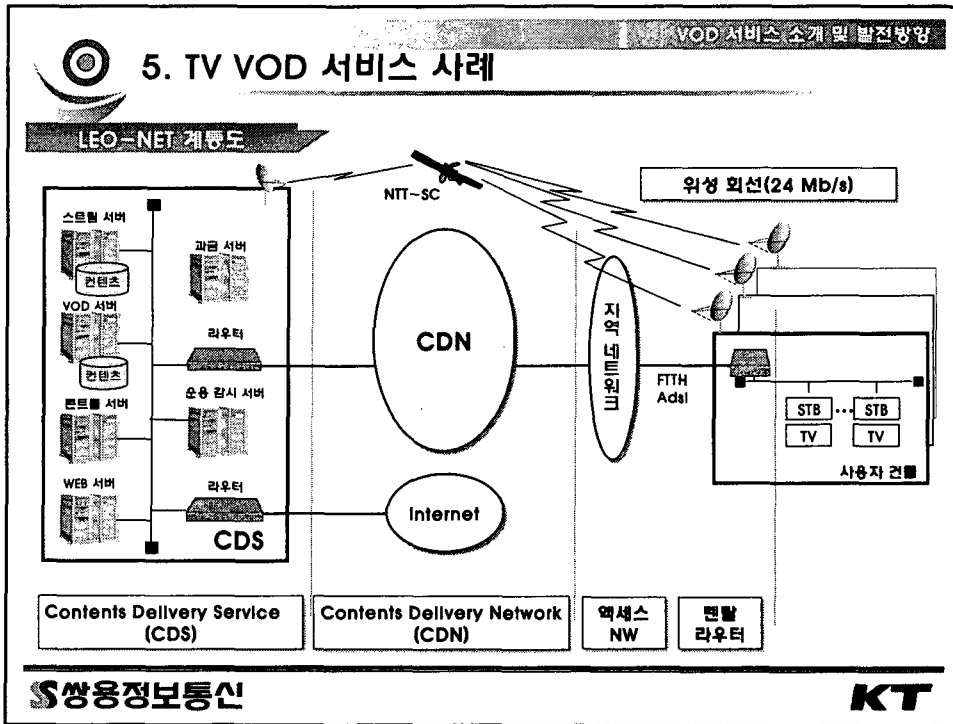 VOD 서비스 소개 및 발전방향
5. TV VOD 서비스 사례
LEO-NET 계통도
NTT~SC
위성 회선(24 Mb/s)
스트림 서버
컨텐츠
과금 서버
VOD 서버
컨텐츠
라우터
콘트롤 서버
운용 감시 서버
WEB 서버
라우터
CDS
CDN
Internet
지역 네트워크
FTTH
Adsl
STB ••• STB
TV TV
사용자 건물
Contents Delivery Service
(CDS)
Contents Delivery Network
(CDN)
액세스
NW
렌탈
라우터
쌍용정보통신
KT